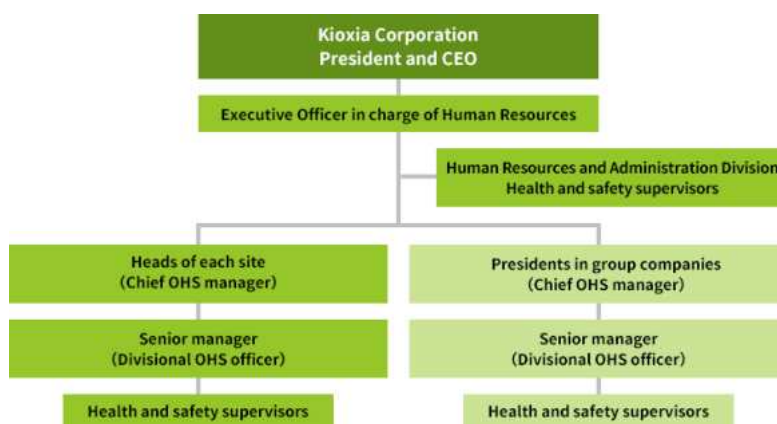 Kioxia Corporation
President and CEO
Executive Officer in charge of Human Resources
Human Resources and Administration Division
Health and safety supervisors
Heads of each site
（Chief OHS manager）
Presidents in group companies
（Chief OHS manager）
Senior manager
（Divisional OHS officer）
Senior manager
（Divisional OHS officer）
Health and safety supervisors
Health and safety supervisors